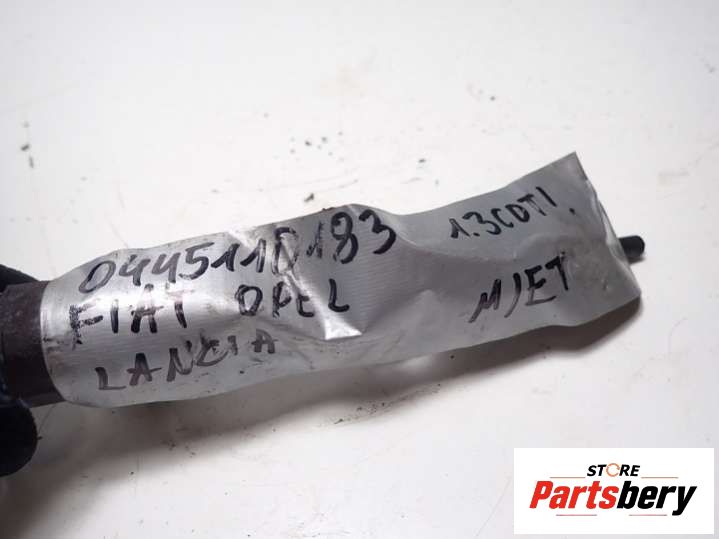 0445110183 1.3CDTI
FIAT OPEL MJET
LANCIA
STORE
Partsbery